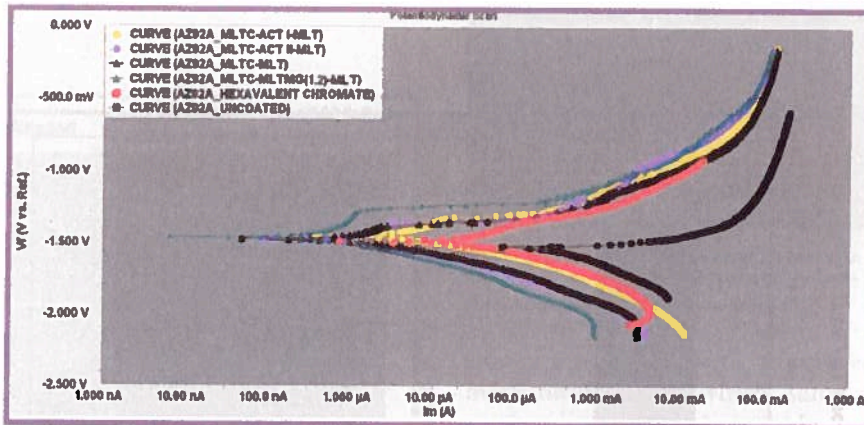 0.000 V
CURVE (AZ92A_MLTC-ACT I-MLT)
CURVE (AZ92A_MLTC-ACT II-MLT)
CURVE (AZ92A_MLTC-MLT)
CURVE (AZ92A_MLTC-MLTMG(1,2)-MLT)
CURVE (AZ92A_HEXAVALENT CHROMATE)
CURVE (AZ92A_UNCOATED)
-500.0 mV
-1.000 V
Vf (V vs. Ref.)
-1.500 V
-2.000 V
-2.500 V
1.000 nA 10.00 nA 100.0 nA 1.000 µA 10.00 µA 100.0 µA 1.000 mA 10.00 mA 100.0 mA 1.000 A
Im (A)